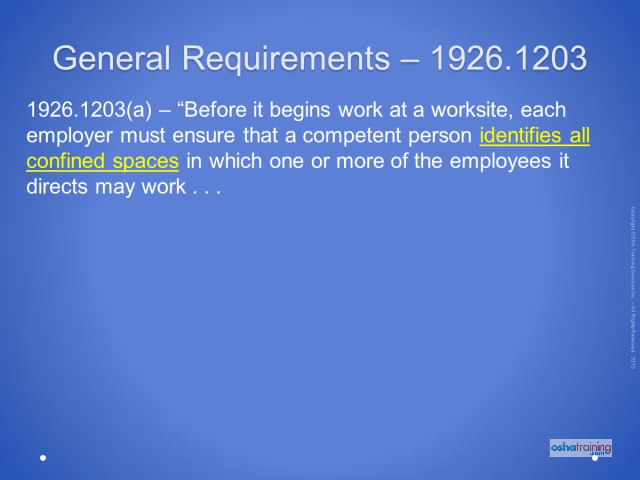 General Requirements – 1926.1203
1926.1203(a) – “Before it begins work at a worksite, each
employer must ensure that a competent person identifies all
confined spaces in which one or more of the employees it
directs may work . . .
oshatraining
.com